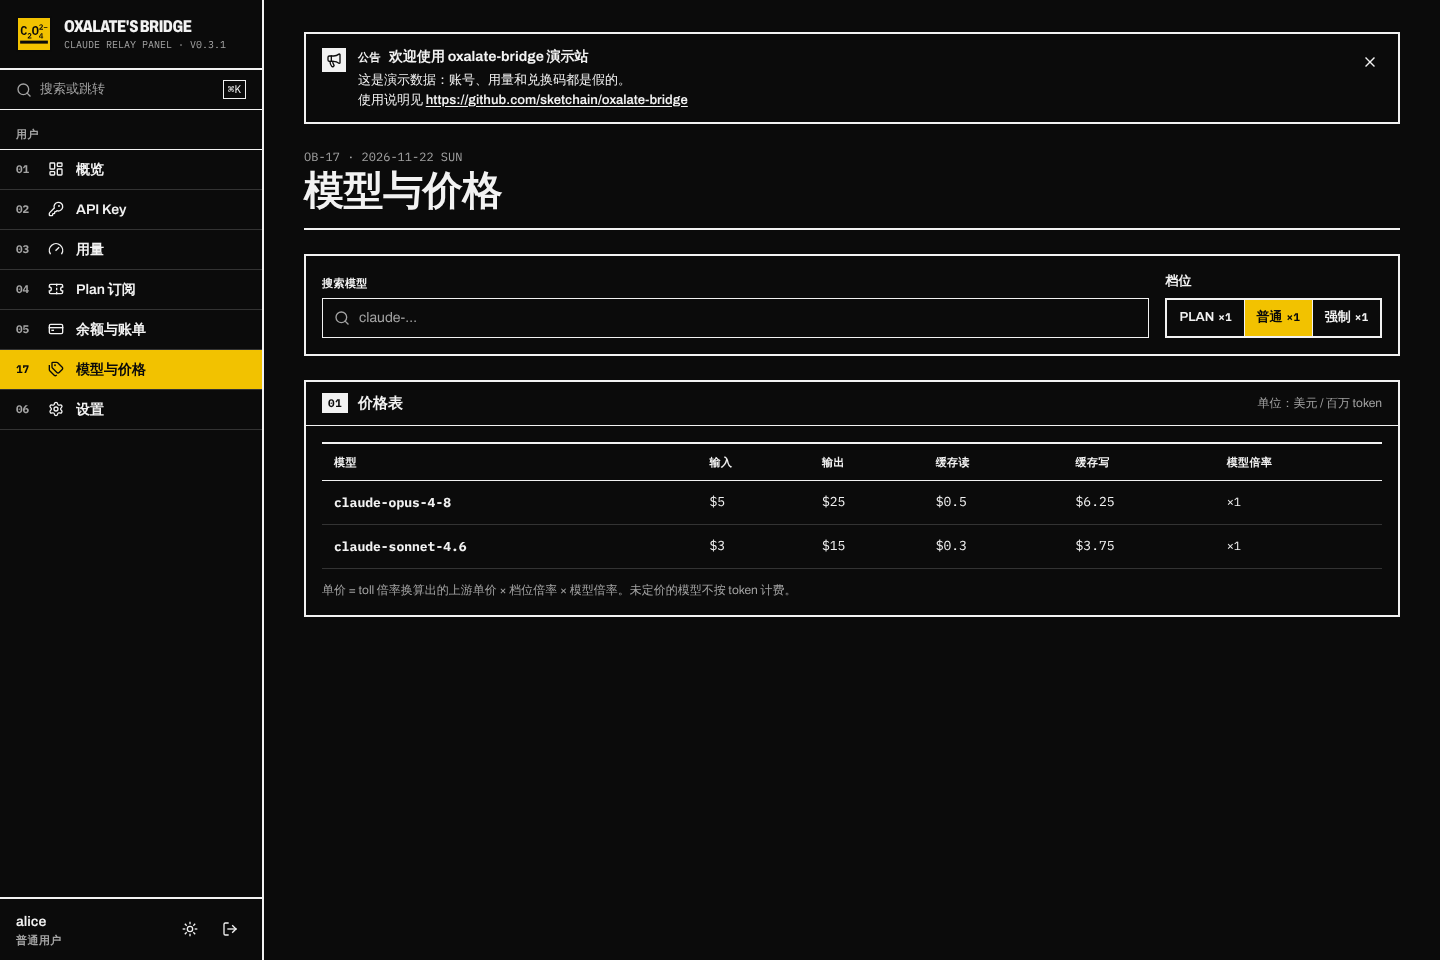 C₂O₄²⁻
OXALATE'S BRIDGE
CLAUDE RELAY PANEL · V0.3.1
搜索或跳转 ⌘K
用户
01 概览
02 API Key
03 用量
04 Plan 订阅
05 余额与账单
17 模型与价格
06 设置
alice
普通用户
公告 欢迎使用 oxalate-bridge 演示站
这是演示数据：账号、用量和兑换码都是假的。
使用说明见 https://github.com/sketchain/oxalate-bridge
OB-17 · 2026-11-22 SUN
模型与价格
搜索模型
claude-...
档位
PLAN ×1 普通 ×1 强制 ×1
01 价格表 单位：美元 / 百万 token
模型 输入 输出 缓存读 缓存写 模型倍率
claude-opus-4-8 $5 $25 $0.5 $6.25 ×1
claude-sonnet-4.6 $3 $15 $0.3 $3.75 ×1
单价 = toll 倍率换算出的上游单价 × 档位倍率 × 模型倍率。未定价的模型不按 token 计费。